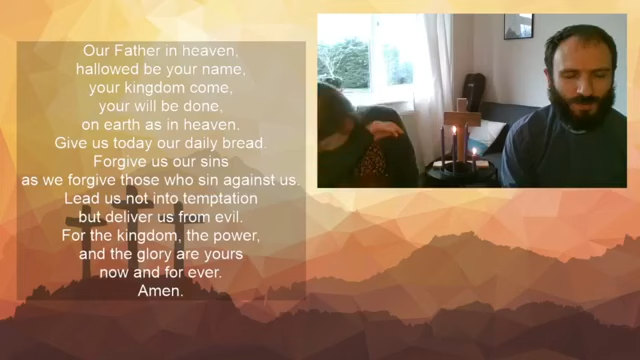 Our Father in heaven,
hallowed be your name,
your kingdom come,
your will be done,
on earth as in heaven.
Give us today our daily bread.
Forgive us our sins
as we forgive those who sin against us.
Lead us not into temptation
but deliver us from evil.
For the kingdom, the power,
and the glory are yours
now and for ever.
Amen.